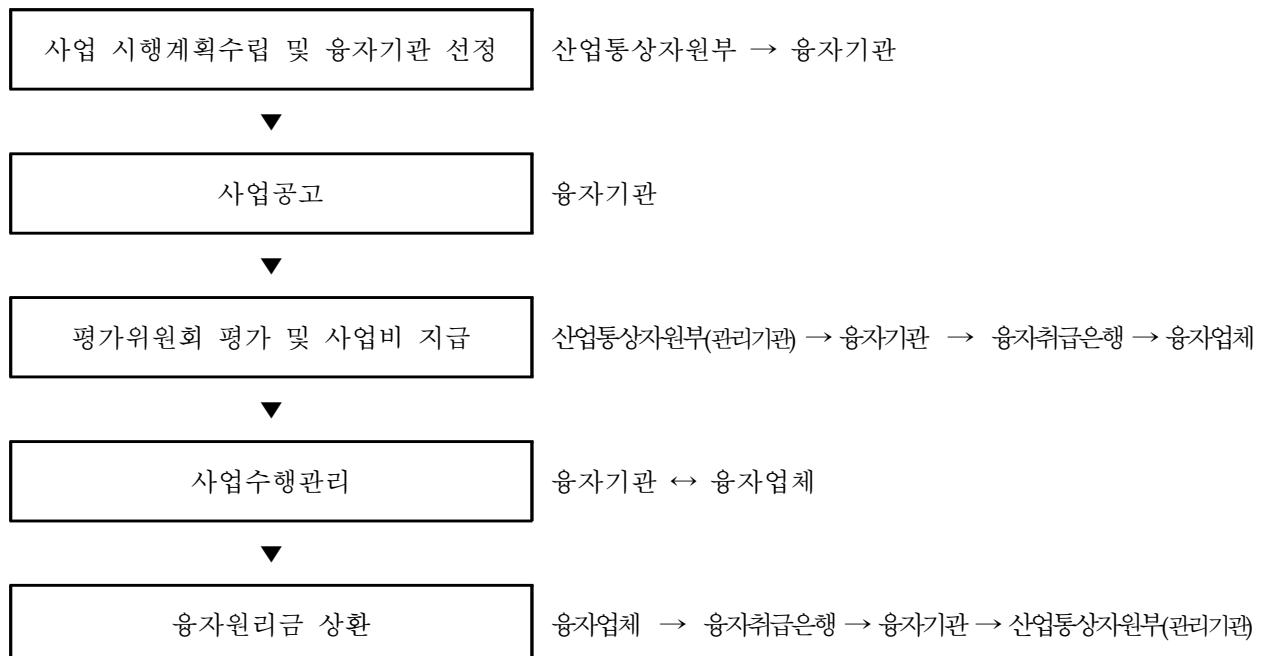 사업 시행계획수립 및 융자기관 선정 산업통상자원부 → 융자기관
▼
사업공고 융자기관
▼
평가위원회 평가 및 사업비 지급 산업통상자원부(관리기관) → 융자기관 → 융자취급은행 → 융자업체
▼
사업수행관리 융자기관 ↔ 융자업체
▼
융자원리금 상환 융자업체 → 융자취급은행 → 융자기관 → 산업통상자원부(관리기관)